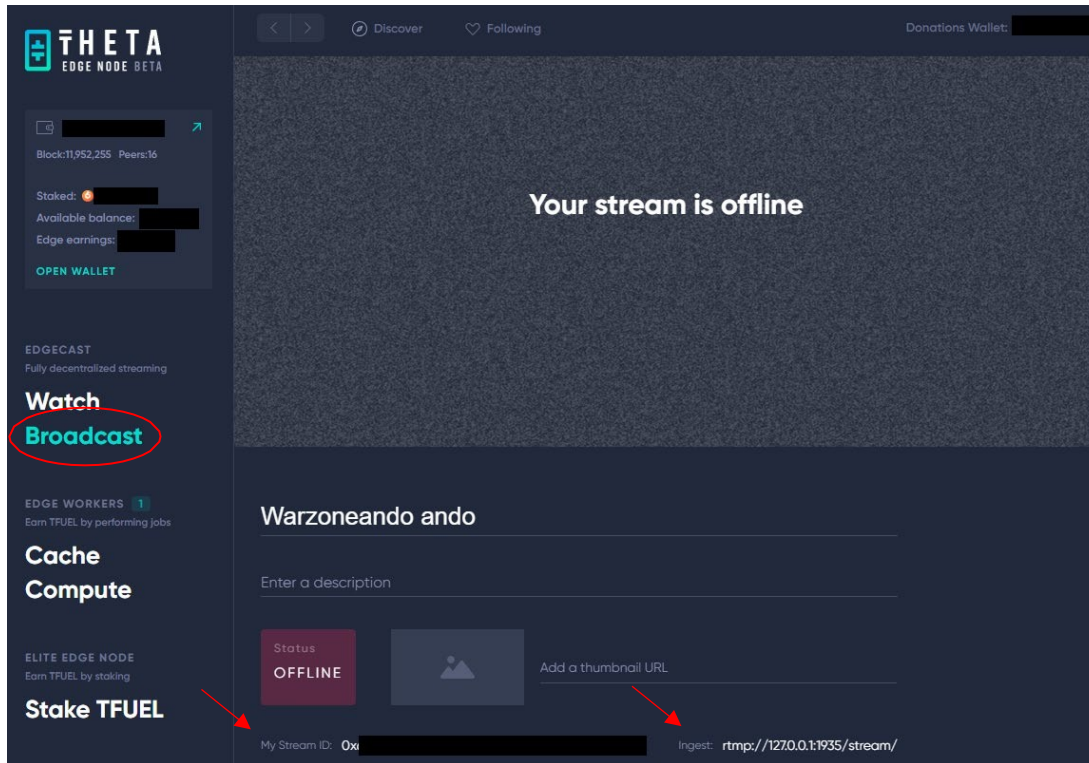 THETA
EDGE NODE BETA
Discover
Following
Donations Wallet:
Block:11,952,255 Peers:16
Staked:
Available balance:
Edge earnings:
OPEN WALLET
Your stream is offline
EDGECAST
Fully decentralized streaming
Watch
Broadcast
EDGE WORKERS 1
Earn TFUEL by performing jobs
Cache
Compute
ELITE EDGE NODE
Earn TFUEL by staking
Stake TFUEL
Warzoneando ando
Enter a description
Status
OFFLINE
Add a thumbnail URL
My Stream ID: 0x
Ingest: rtmp://127.0.0.1:1935/stream/